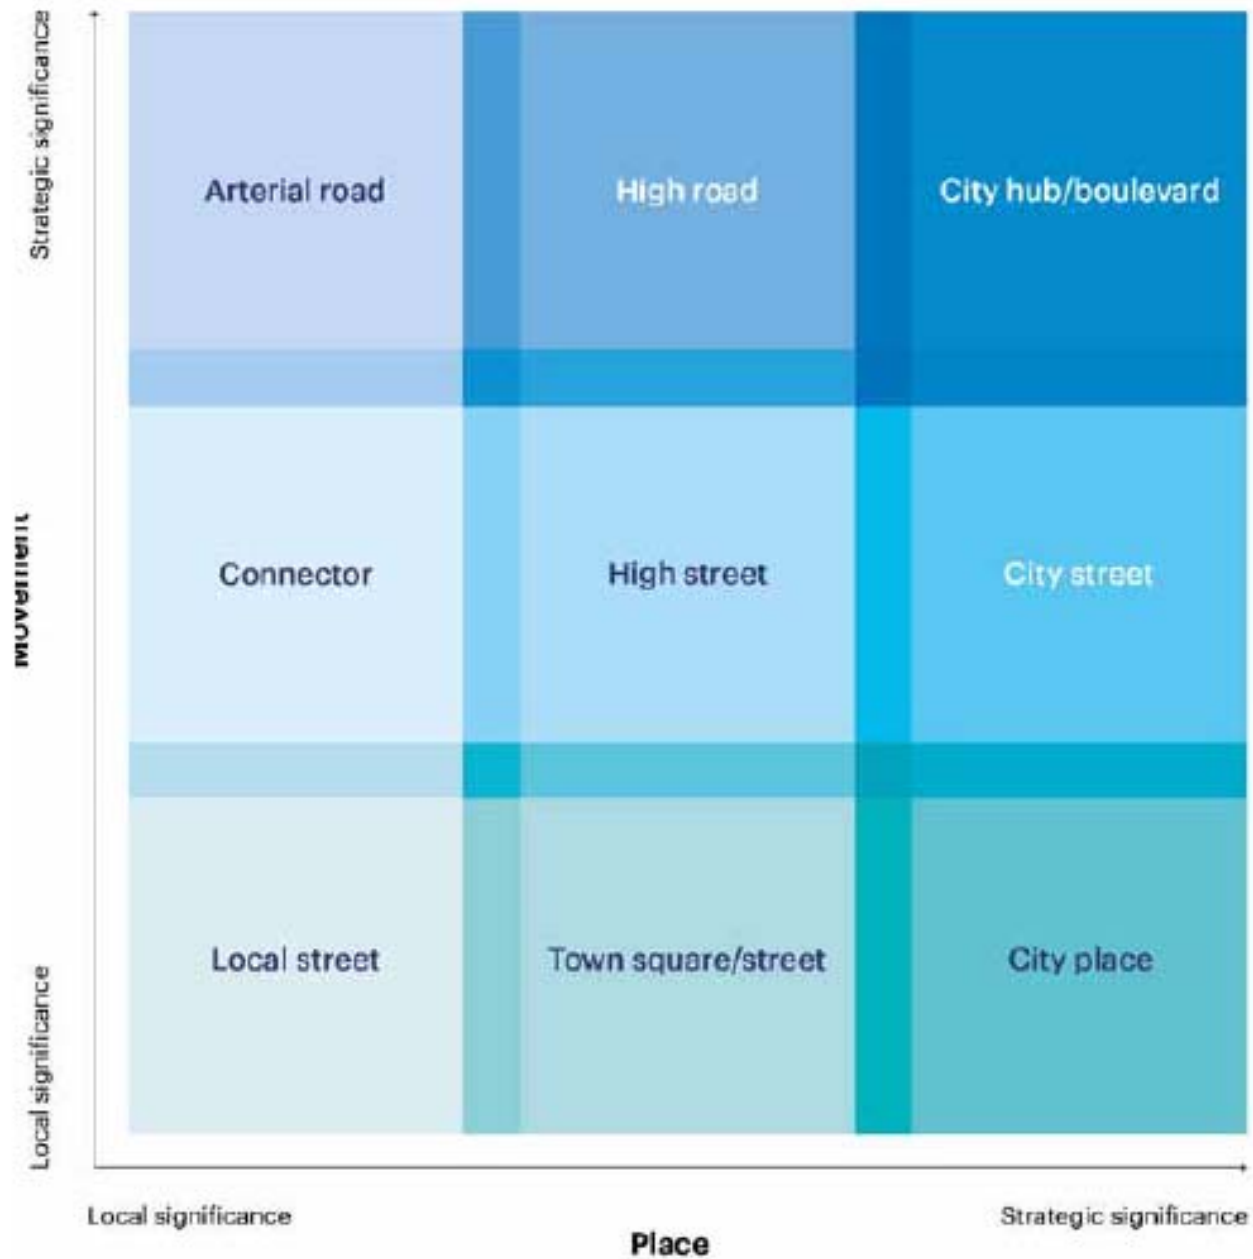 Strategic significance
Arterial road
High road
City hub/boulevard
Movement
Connector
High street
City street
Local street
Town square/street
City place
Local significance
Local significance
Strategic significance
Place